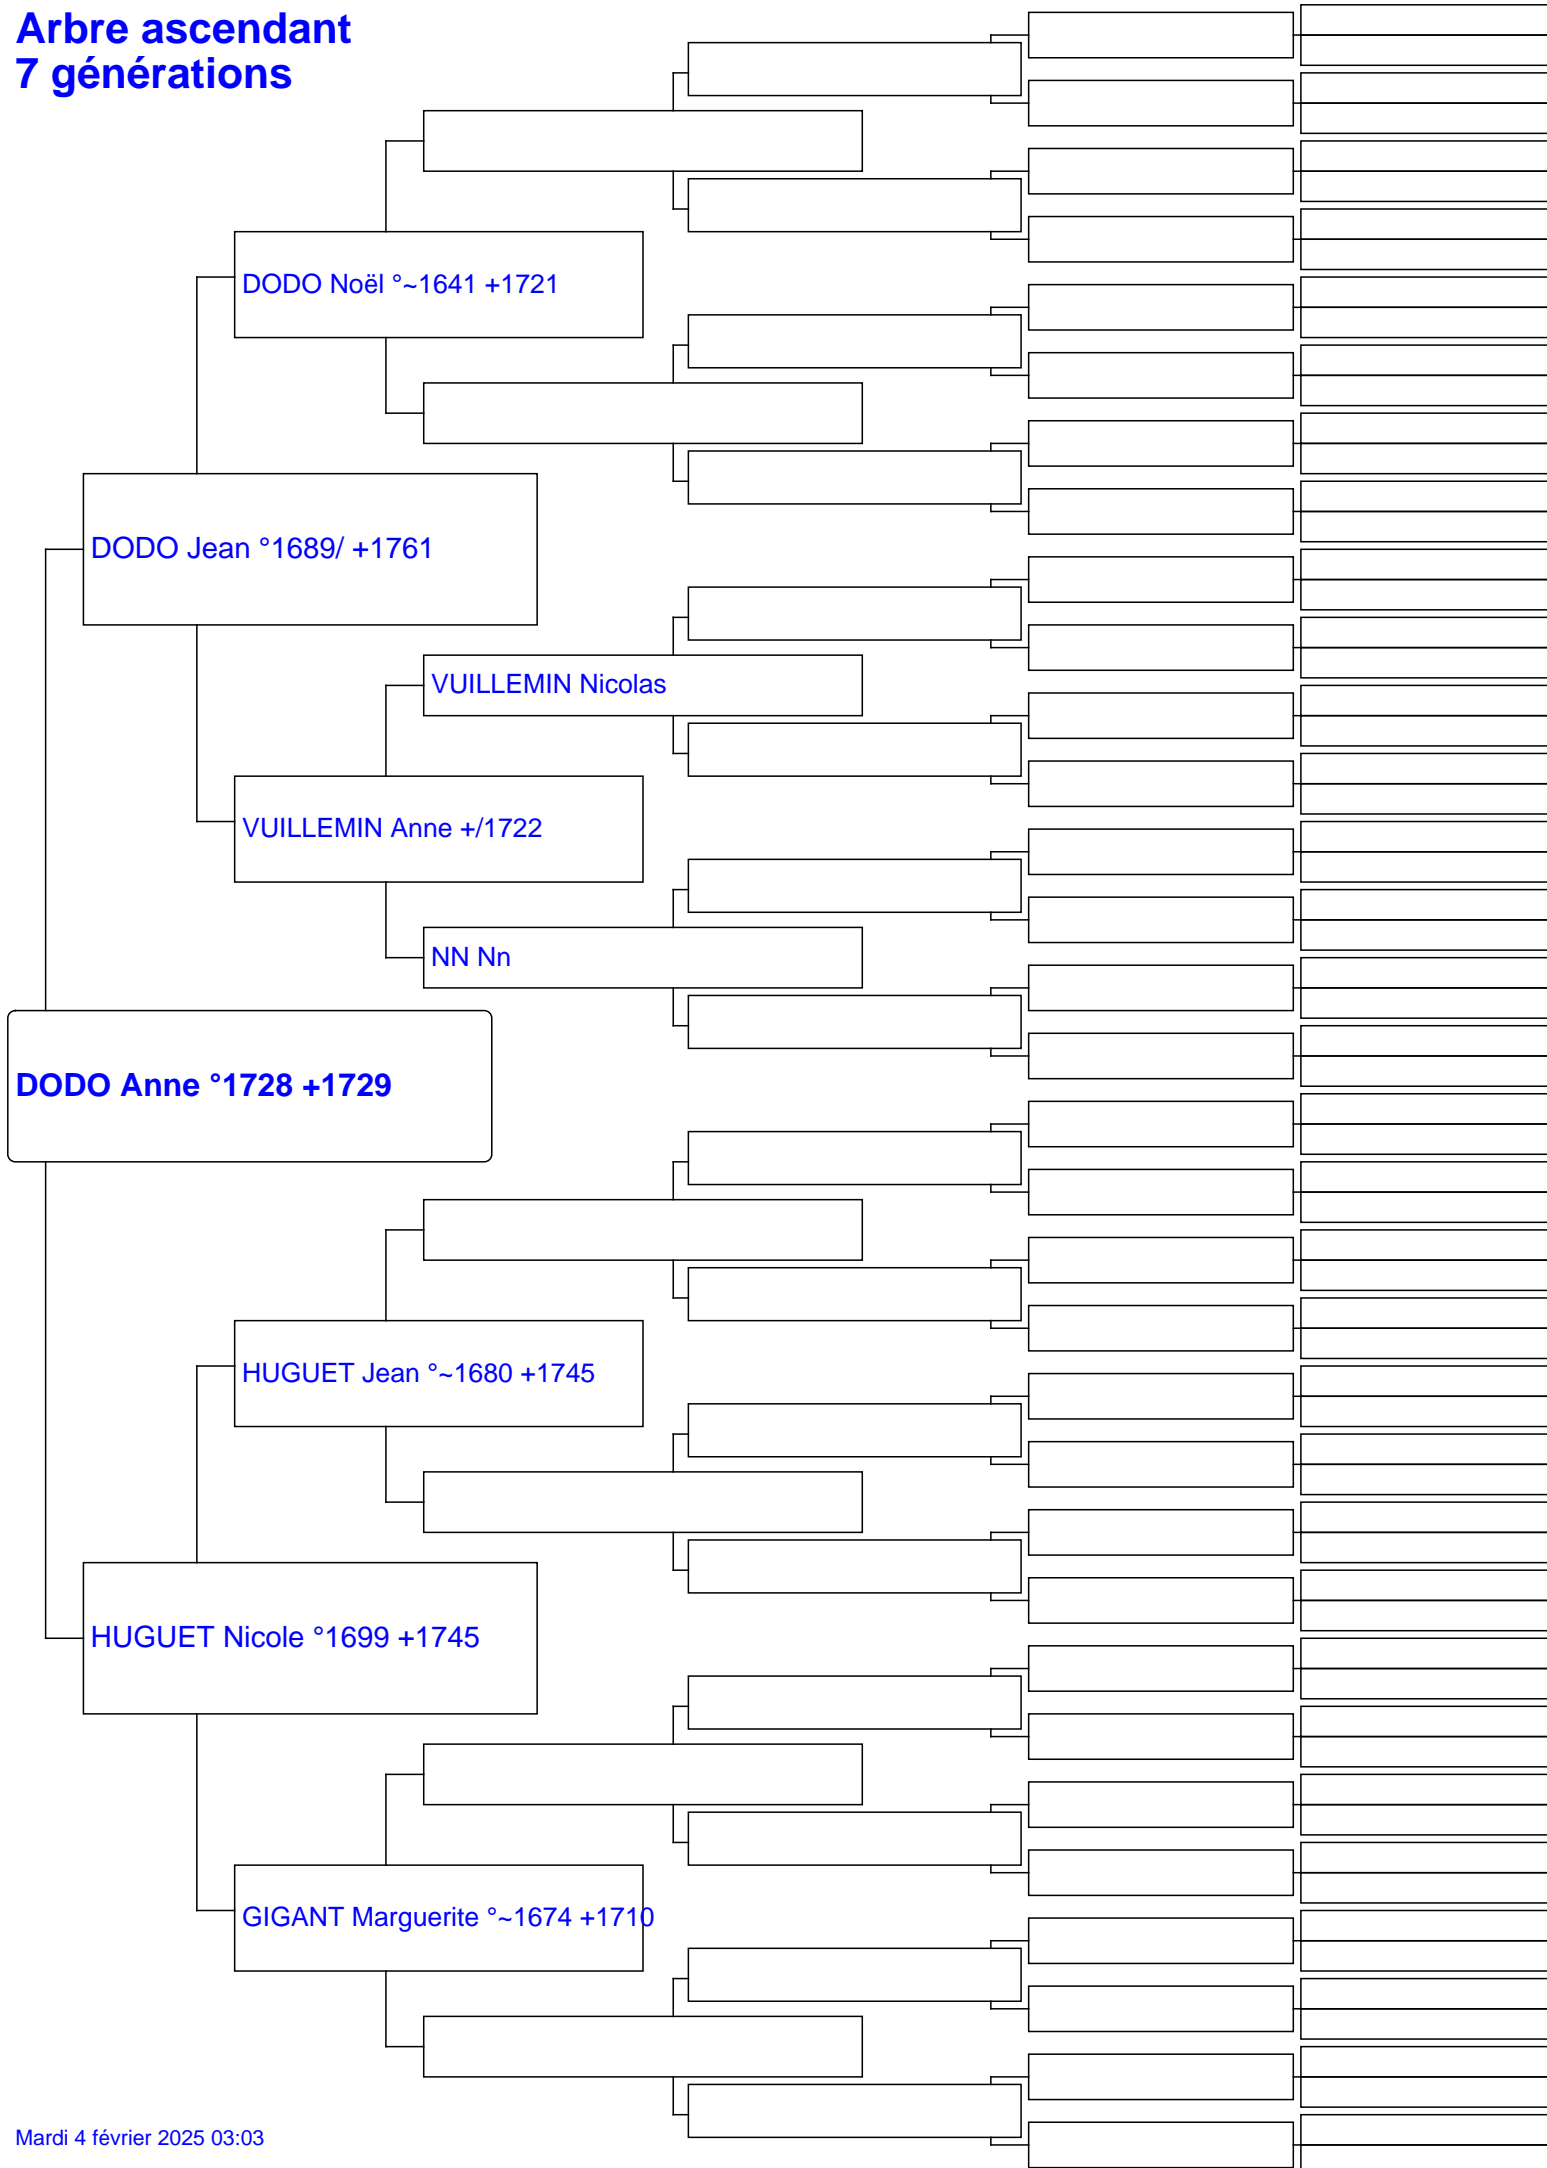 Arbre ascendant
7 générations
DODO Noël °~1641 +1721
DODO Jean °1689/ +1761
VUILLEMIN Nicolas
VUILLEMIN Anne +/1722
NN Nn
DODO Anne °1728 +1729
HUGUET Jean °~1680 +1745
HUGUET Nicole °1699 +1745
GIGANT Marguerite °~1674 +1710
Mardi 4 février 2025 03:03